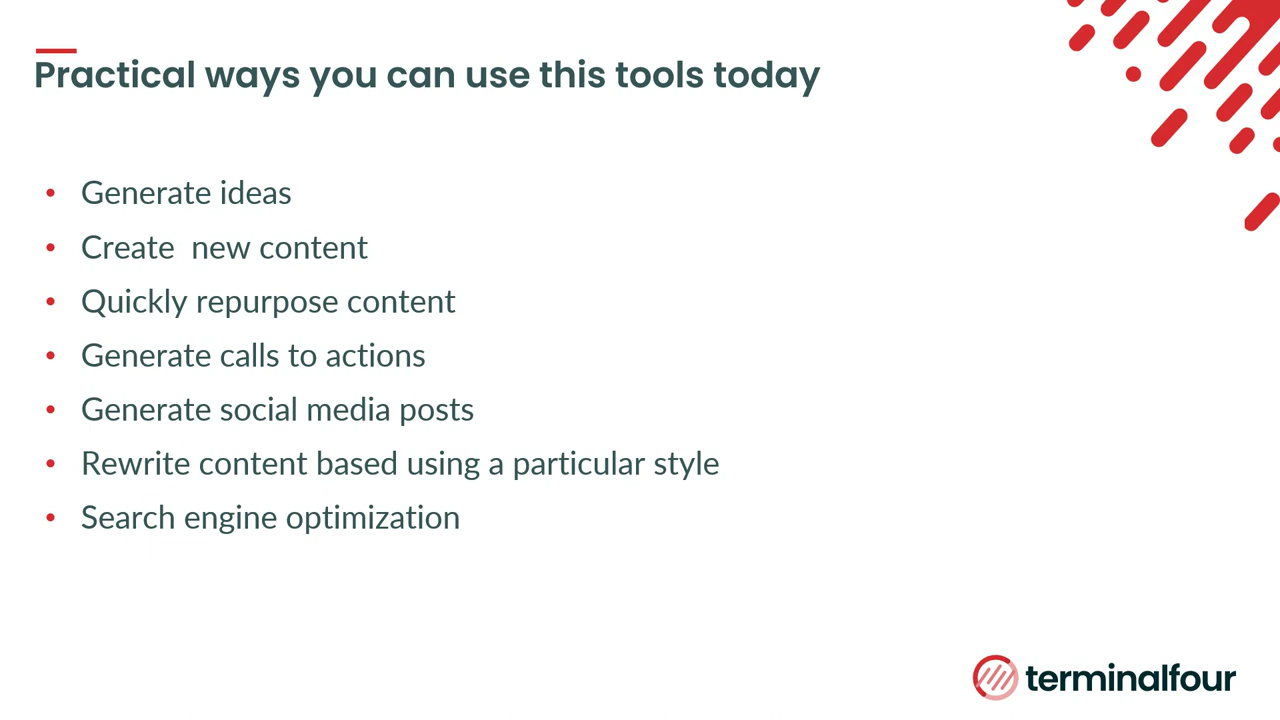 Practical ways you can use this tools today
• Generate ideas
• Create  new content
• Quickly repurpose content
• Generate calls to actions
• Generate social media posts
• Rewrite content based using a particular style
• Search engine optimization
terminalfour